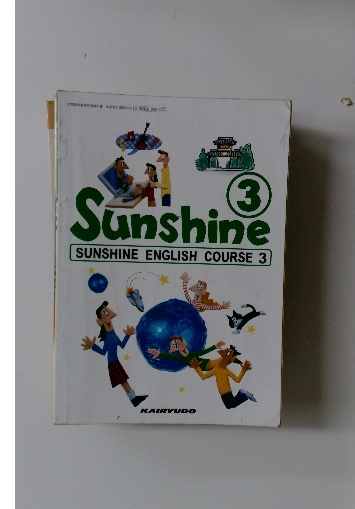 3
Sunshine
SUNSHINE ENGLISH COURSE 3
KAIRYUDO